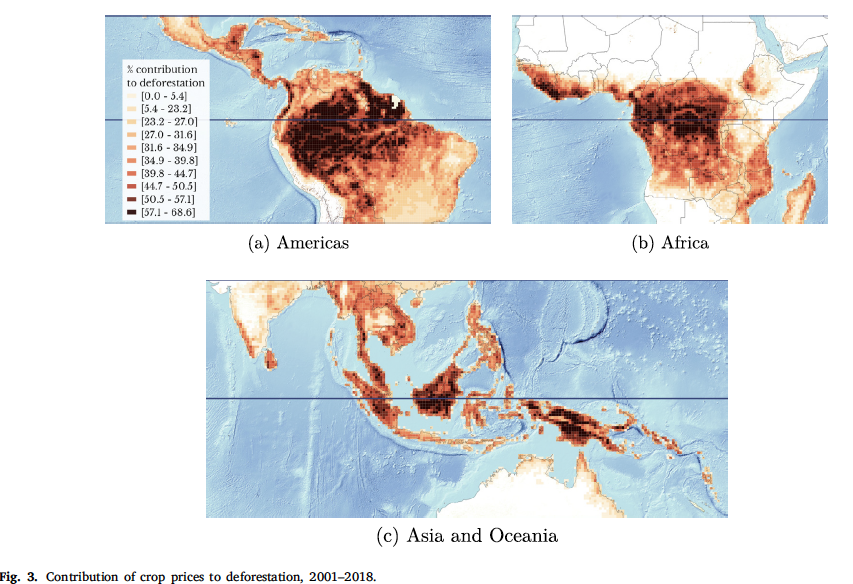 % contribution
to deforestation
[0.0 - 5.4]
[5.4 - 23.2]
[23.2 - 27.0]
[27.0 - 31.6]
[31.6 - 34.9]
[34.9 - 39.8]
[39.8 - 44.7]
[44.7 - 50.5]
[50.5 - 57.1]
[57.1 - 68.6]
(a) Americas
(b) Africa
(c) Asia and Oceania
Fig. 3. Contribution of crop prices to deforestation, 2001–2018.